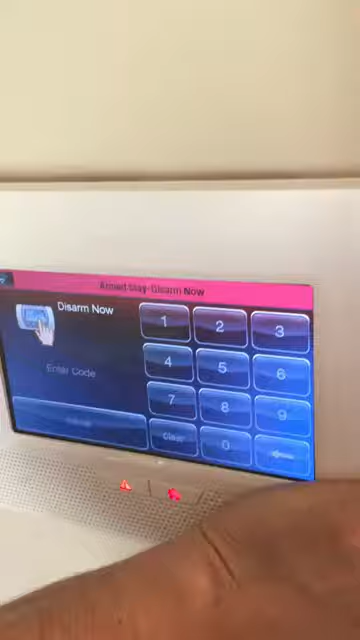 Armed Stay-Disarm Now
Disarm Now
Enter Code
1 2 3
4 5 6
7 8 9
Clear 0